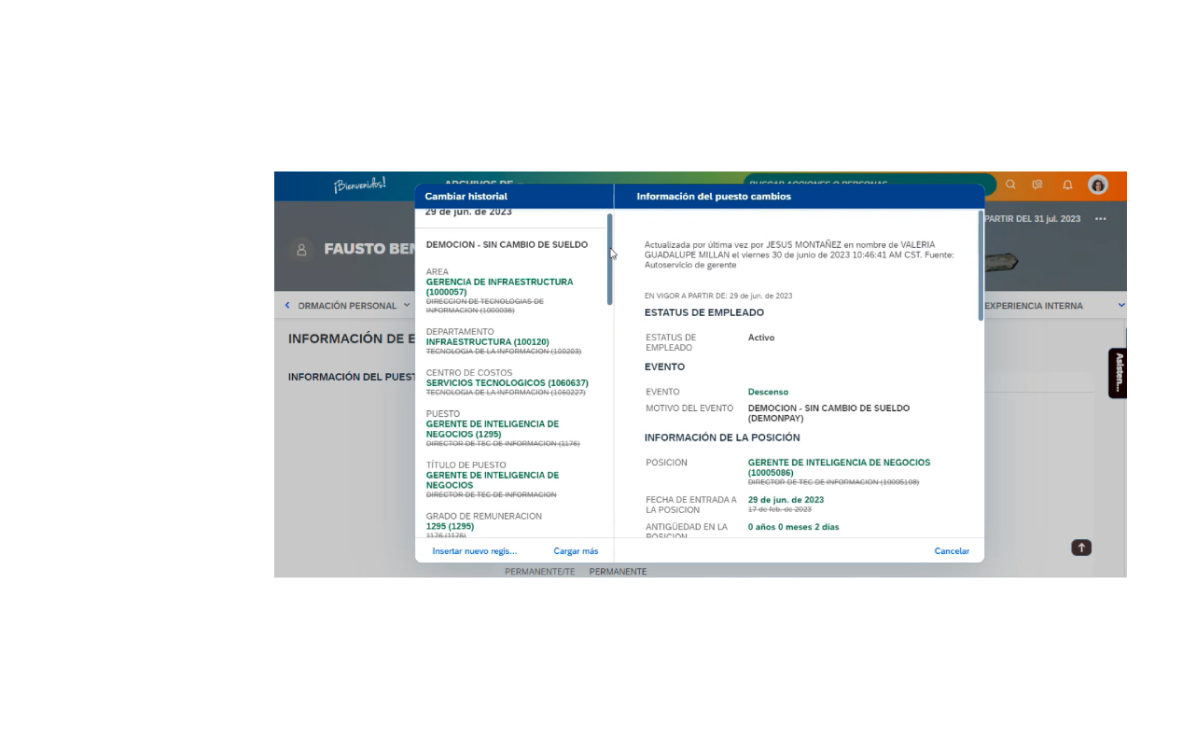 ¡Bienvenidos!
Cambiar historial
Información del puesto cambios
29 de jun. de 2023
PARTIR DEL 31 jul. 2023
FAUSTO BEN
DEMOCION - SIN CAMBIO DE SUELDO
AREA
GERENCIA DE INFRAESTRUCTURA
(1000057)
DIRECCION DE TECNOLOGIAS DE
INFORMACION (1000036)
DEPARTAMENTO
INFRAESTRUCTURA (100120)
TECNOLOGIA DE LA INFORMACION (100203)
CENTRO DE COSTOS
SERVICIOS TECNOLOGICOS (1060637)
TECNOLOGIA DE LA INFORMACION (1060227)
PUESTO
GERENTE DE INTELIGENCIA DE
NEGOCIOS (1295)
DIRECTOR DE TEC DE INFORMACION (1176)
TÍTULO DE PUESTO
GERENTE DE INTELIGENCIA DE
NEGOCIOS
DIRECTOR DE TEC DE INFORMACION
GRADO DE REMUNERACION
1295 (1295)
1176 (1176)
Insertar nuevo regis...
Cargar más
Actualizada por última vez por JESUS MONTAÑEZ en nombre de VALERIA
GUADALUPE MILLAN el viernes 30 de junio de 2023 10:46:41 AM CST. Fuente:
Autoservicio de gerente
EN VIGOR A PARTIR DE: 29 de jun. de 2023
ESTATUS DE EMPLEADO
ESTATUS DE
EMPLEADO
Activo
EVENTO
EVENTO
Descenso
MOTIVO DEL EVENTO
DEMOCION - SIN CAMBIO DE SUELDO
(DEMONPAY)
INFORMACIÓN DE LA POSICIÓN
POSICION
GERENTE DE INTELIGENCIA DE NEGOCIOS
(10005086)
DIRECTOR DE TEC DE INFORMACION (10005108)
FECHA DE ENTRADA A
LA POSICION
29 de jun. de 2023
17 de feb. de 2023
ANTIGÜEDAD EN LA
POSICION
0 años 0 meses 2 días
Cancelar
ORMACIÓN PERSONAL
EXPERIENCIA INTERNA
INFORMACIÓN DE E
INFORMACIÓN DEL PUEST
Asisten...
PERMANENTE/TE
PERMANENTE